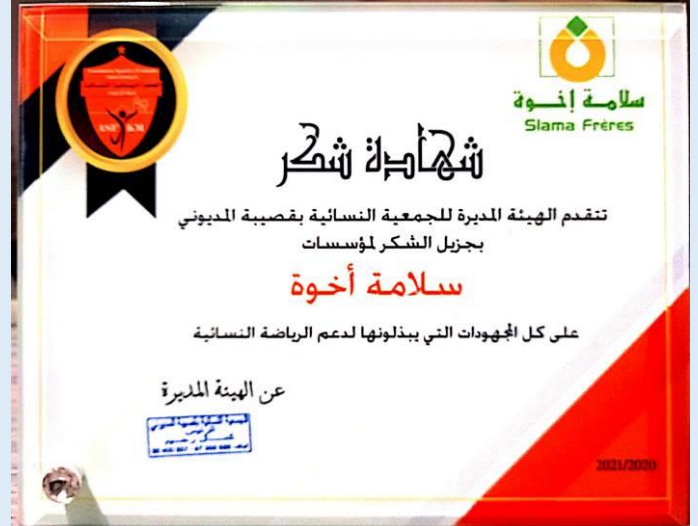 سلامة إخوة
Slama Frères
شهادة شكر
تتقدم الهيئة المديرة للجمعية النسائية بقصيبة المديوني
بجزيل الشكر لمؤسسات
سلامة أخوة
على كل المجهودات التي يبذلونها لدعم الرياضة النسائية
عن الهيئة المديرة
2021/2020